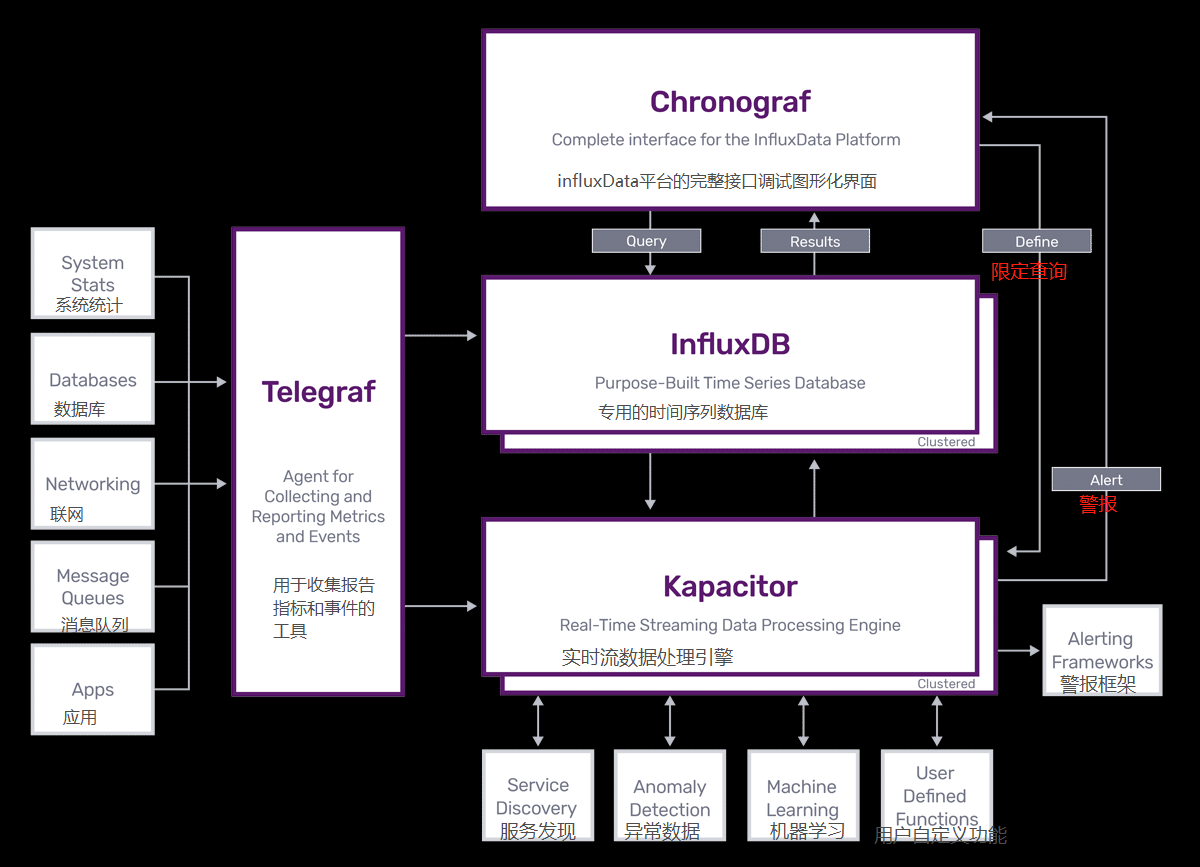 Chronograf
Complete interface for the InfluxData Platform
influxData平台的完整接口调试图形化界面
Query
Results
Define
限定查询
System
Stats
系统统计
Databases
数据库
Networking
联网
Message
Queues
消息队列
Apps
应用
Telegraf
Agent for
Collecting and
Reporting Metrics
and Events
用于收集报告
指标和事件的
工具
InfluxDB
Purpose-Built Time Series Database
专用的时间序列数据库
Clustered
Alert
警报
Kapacitor
Real-Time Streaming Data Processing Engine
实时流数据处理引擎
Clustered
Alerting
Frameworks
警报框架
Service
Discovery
服务发现
Anomaly
Detection
异常数据
Machine
Learning
机器学习
User
Defined
Functions
用户自定义功能